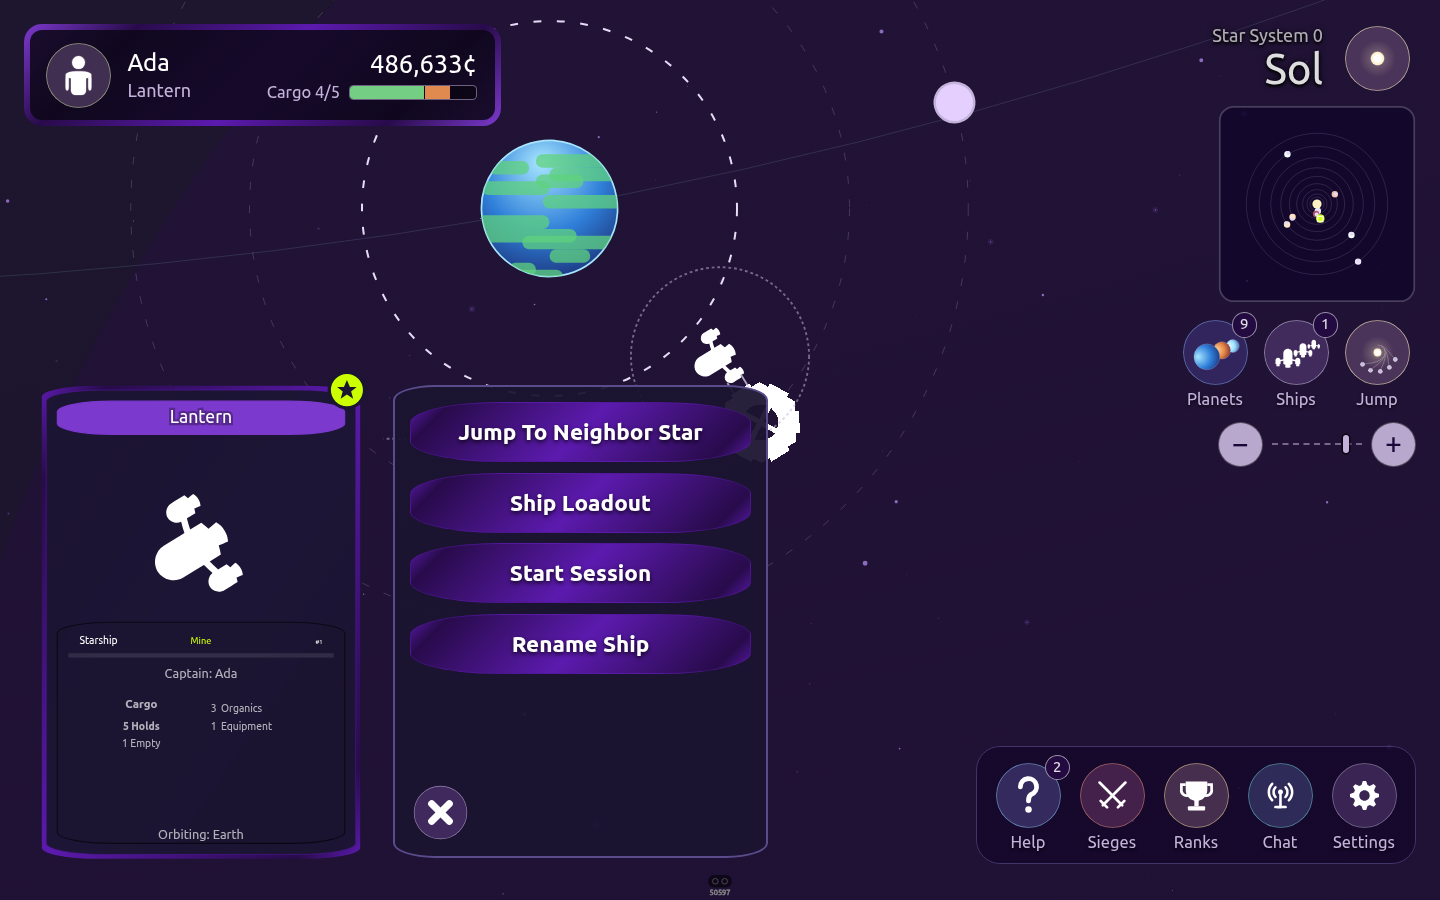 Ada
Lantern
486,633¢
Cargo 4/5
Star System 0
Sol
9
1
Planets
Ships
Jump
Lantern
Starship
Mine
#1
Captain: Ada
Cargo
5 Holds
1 Empty
3 Organics
1 Equipment
Orbiting: Earth
Jump To Neighbor Star
Ship Loadout
Start Session
Rename Ship
2
Help
Sieges
Ranks
Chat
Settings
50597